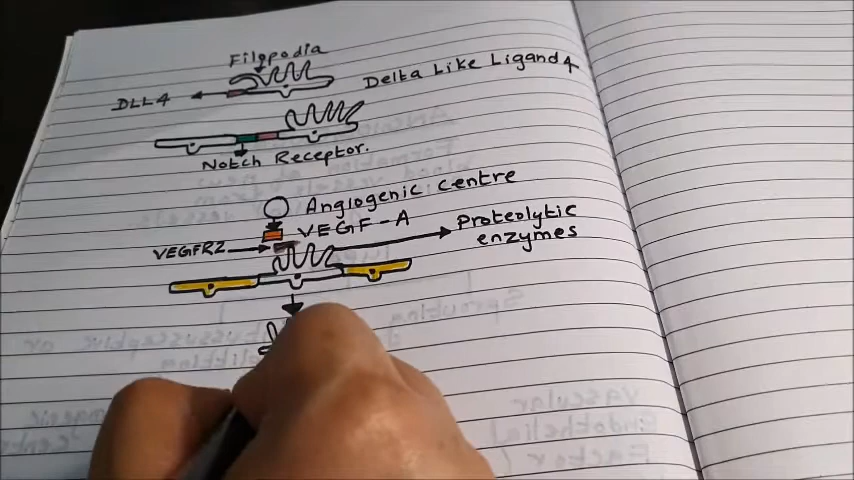 Filopodia
DLL4
Delta Like Ligand 4
Notch Receptor.
Angiogenic centre
VEGF-A
Proteolytic
enzymes
VEGFR2